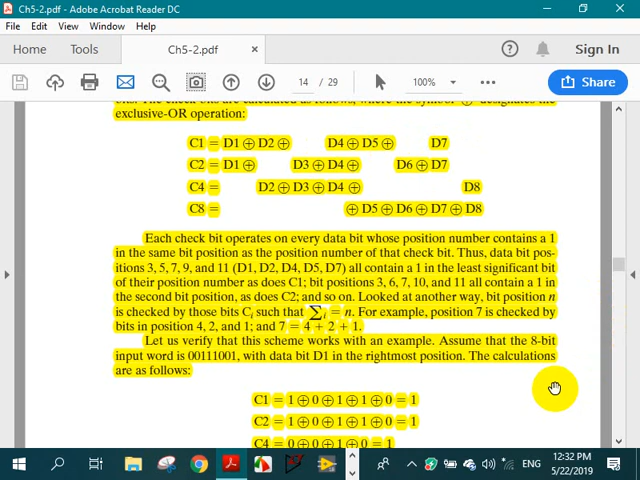 Ch5-2.pdf - Adobe Acrobat Reader DC
File Edit View Window Help
Home Tools Ch5-2.pdf × ? Sign In
14 / 29 100% Share
exclusive-OR operation:
C1 = D1 ⊕ D2 ⊕ D4 ⊕ D5 ⊕ D7
C2 = D1 ⊕ D3 ⊕ D4 ⊕ D6 ⊕ D7
C4 = D2 ⊕ D3 ⊕ D4 ⊕ D8
C8 = ⊕ D5 ⊕ D6 ⊕ D7 ⊕ D8
Each check bit operates on every data bit whose position number contains a 1
in the same bit position as the position number of that check bit. Thus, data bit pos-
itions 3, 5, 7, 9, and 11 (D1, D2, D4, D5, D7) all contain a 1 in the least significant bit
of their position number as does C1; bit positions 3, 6, 7, 10, and 11 all contain a 1 in
the second bit position, as does C2; and so on. Looked at another way, bit position n
is checked by those bits Ci such that ∑i = n. For example, position 7 is checked by
bits in position 4, 2, and 1; and 7 = 4 + 2 + 1.
Let us verify that this scheme works with an example. Assume that the 8-bit
input word is 00111001, with data bit D1 in the rightmost position. The calculations
are as follows:
C1 = 1 ⊕ 0 ⊕ 1 ⊕ 1 ⊕ 0 = 1
C2 = 1 ⊕ 0 ⊕ 1 ⊕ 1 ⊕ 0 = 1
C4 = 0 ⊕ 0 ⊕ 1 ⊕ 0 = 1
ENG
12:32 PM
5/22/2019